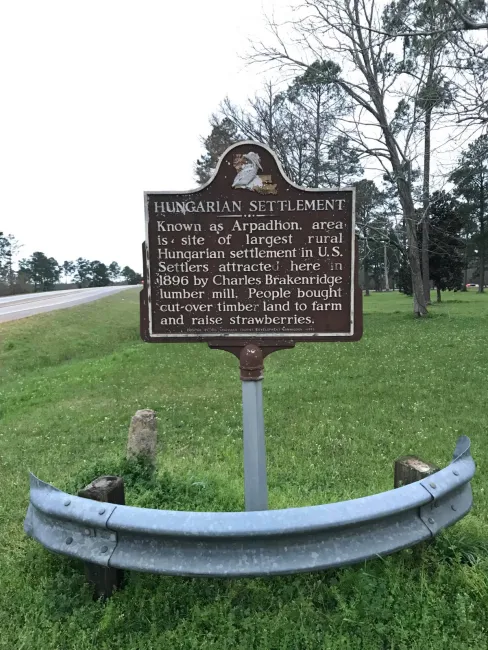 HUNGARIAN SETTLEMENT
Known as Arpadhon, area
is site of largest rural
Hungarian settlement in U.S.
Settlers attracted here in
1896 by Charles Brakenridge
lumber mill. People bought
cut-over timber land to farm
and raise strawberries.